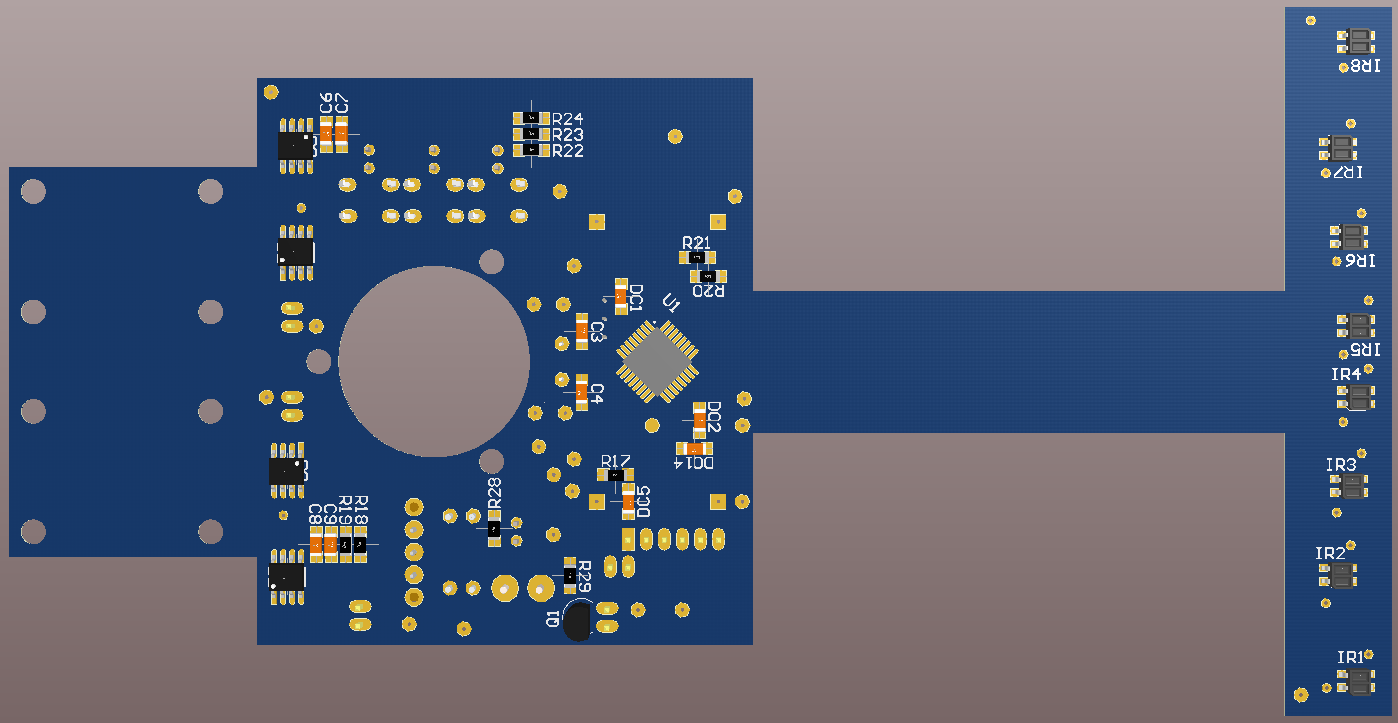 IR8
C6
C7
R24
R23
R22
IR7
R21
IR6
R20
DC1
U1
C3
IR5
IR4
C4
DC2
DC14
R17
IR3
R28
DC5
C8
C9
R19
R18
IR2
R29
Q1
IR1